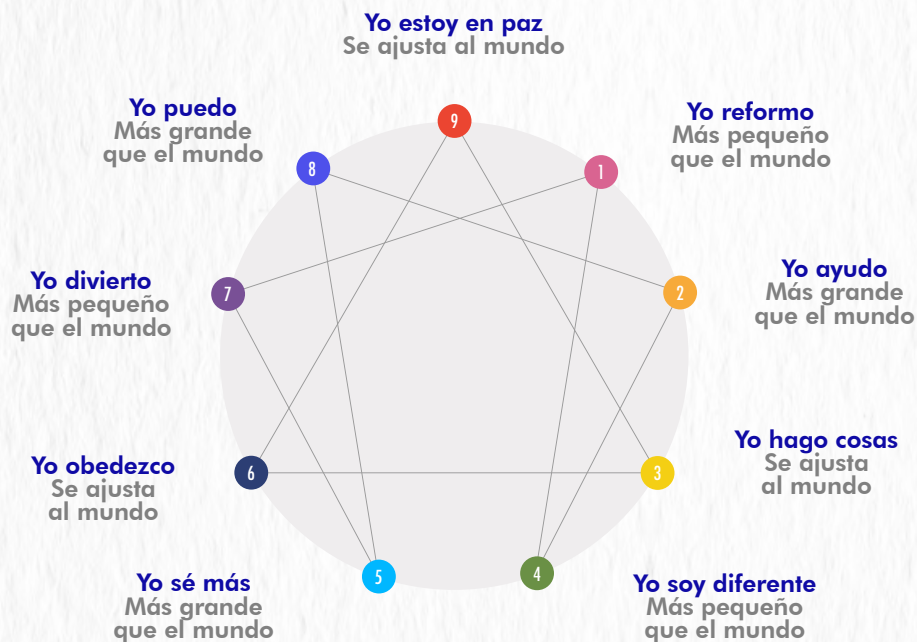 Yo estoy en paz
Se ajusta al mundo
9
Yo puedo
Más grande
que el mundo
8
Yo reformo
Más pequeño
que el mundo
1
Yo divierto
Más pequeño
que el mundo
7
Yo ayudo
Más grande
que el mundo
2
Yo obedezco
Se ajusta
al mundo
6
Yo hago cosas
Se ajusta
al mundo
3
Yo sé más
Más grande
que el mundo
5
Yo soy diferente
Más pequeño
que el mundo
4